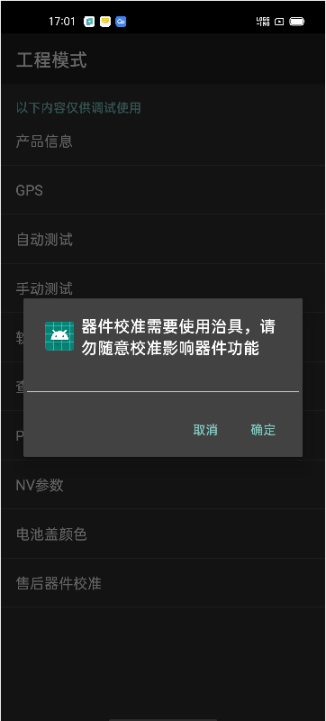 17:01
工程模式
以下内容仅供调试使用
产品信息
GPS
自动测试
手动测试
器件校准需要使用治具，请
勿随意校准影响器件功能
取消 确定
NV参数
电池盖颜色
售后器件校准